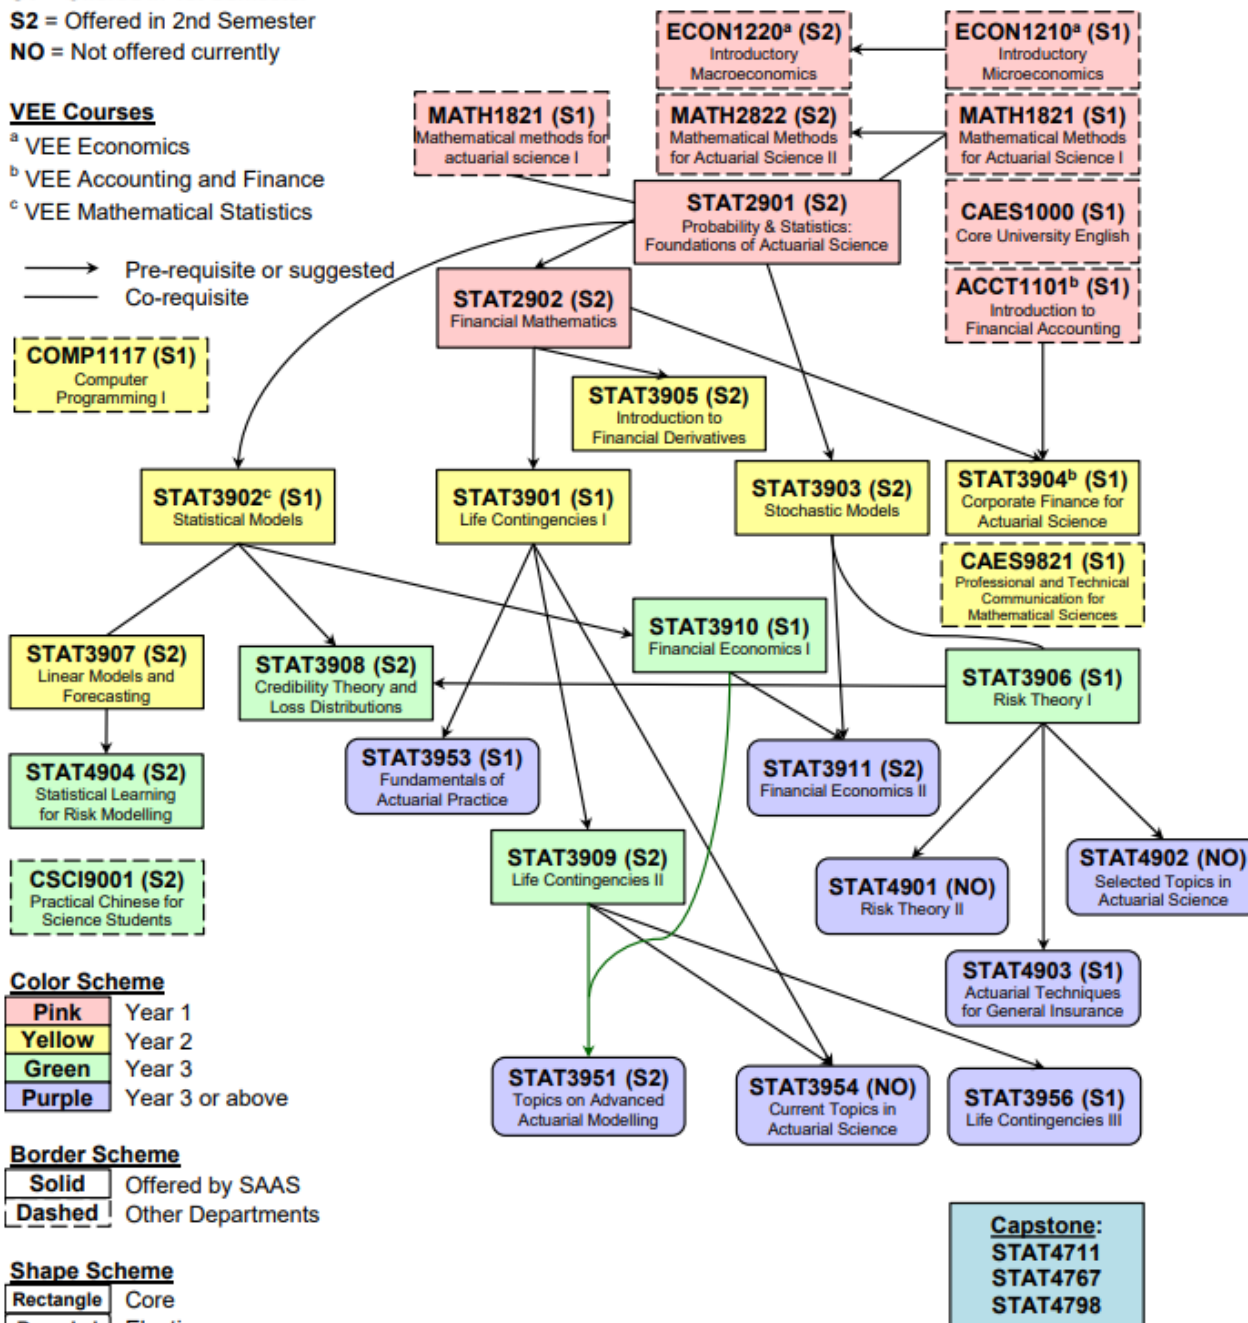 S2 = Offered in 2nd Semester
NO = Not offered currently
VEE Courses
a VEE Economics
b VEE Accounting and Finance
c VEE Mathematical Statistics
Pre-requisite or suggested
Co-requisite
ECON1220a (S2)
Introductory
Macroeconomics
ECON1210a (S1)
Introductory
Microeconomics
MATH1821 (S1)
Mathematical methods for
actuarial science I
MATH2822 (S2)
Mathematical Methods
for Actuarial Science II
MATH1821 (S1)
Mathematical Methods
for Actuarial Science I
STAT2901 (S2)
Probability & Statistics:
Foundations of Actuarial Science
CAES1000 (S1)
Core University English
STAT2902 (S2)
Financial Mathematics
ACCT1101b (S1)
Introduction to
Financial Accounting
COMP1117 (S1)
Computer
Programming I
STAT3905 (S2)
Introduction to
Financial Derivatives
STAT3902c (S1)
Statistical Models
STAT3901 (S1)
Life Contingencies I
STAT3903 (S2)
Stochastic Models
STAT3904b (S1)
Corporate Finance for
Actuarial Science
CAES9821 (S1)
Professional and Technical
Communication for
Mathematical Sciences
STAT3907 (S2)
Linear Models and
Forecasting
STAT3908 (S2)
Credibility Theory and
Loss Distributions
STAT3910 (S1)
Financial Economics I
STAT3906 (S1)
Risk Theory I
STAT4904 (S2)
Statistical Learning
for Risk Modelling
STAT3953 (S1)
Fundamentals of
Actuarial Practice
STAT3911 (S2)
Financial Economics II
CSCI9001 (S2)
Practical Chinese for
Science Students
STAT3909 (S2)
Life Contingencies II
STAT4901 (NO)
Risk Theory II
STAT4902 (NO)
Selected Topics in
Actuarial Science
STAT4903 (S1)
Actuarial Techniques
for General Insurance
STAT3951 (S2)
Topics on Advanced
Actuarial Modelling
STAT3954 (NO)
Current Topics in
Actuarial Science
STAT3956 (S1)
Life Contingencies III
Color Scheme
Pink Year 1
Yellow Year 2
Green Year 3
Purple Year 3 or above
Border Scheme
Solid Offered by SAAS
Dashed Other Departments
Shape Scheme
Rectangle Core
Capstone:
STAT4711
STAT4767
STAT4798